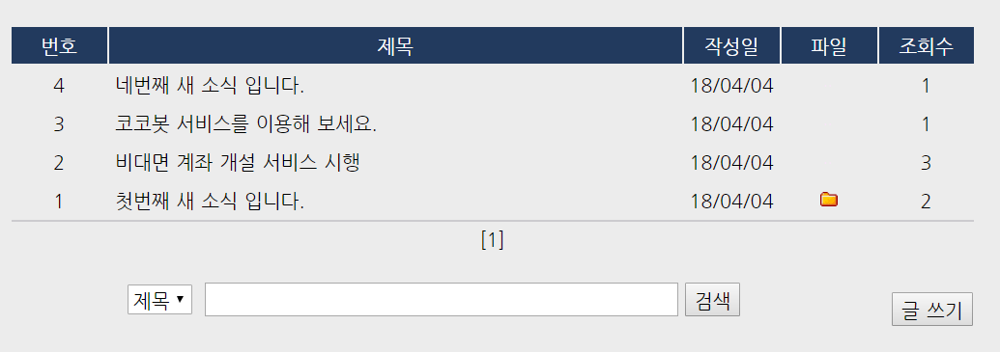 번호 제목 작성일 파일 조회수
4 네번째 새 소식 입니다. 18/04/04 1
3 코코봇 서비스를 이용해 보세요. 18/04/04 1
2 비대면 계좌 개설 서비스 시행 18/04/04 3
1 첫번째 새 소식 입니다. 18/04/04 2
[1]
제목 검색
글 쓰기